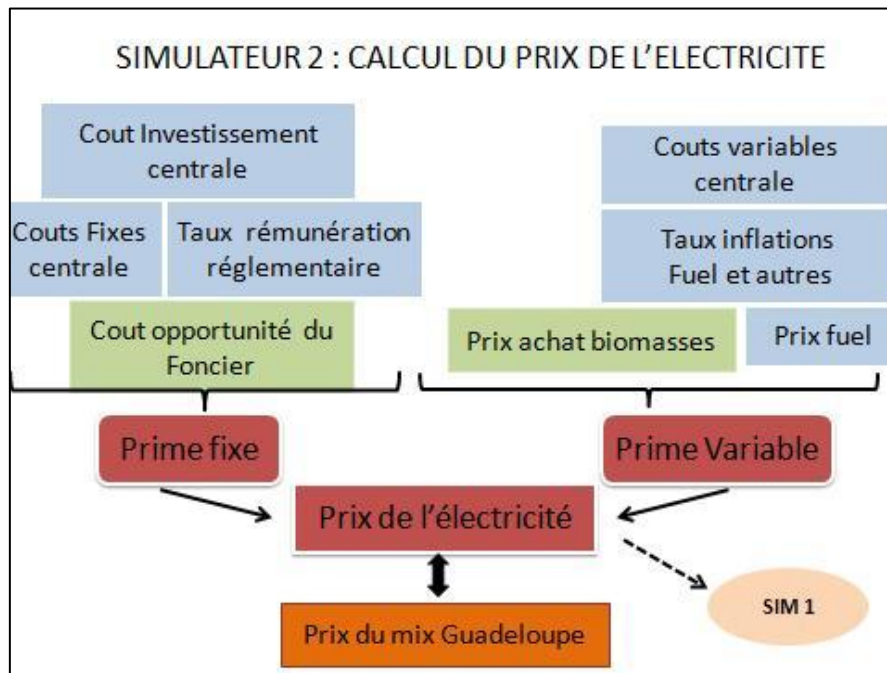 SIMULATEUR 2 : CALCUL DU PRIX DE L'ELECTRICITE
Cout Investissement
centrale
Couts Fixes
centrale
Taux rémunération
réglementaire
Cout opportunité du
Foncier
Couts variables
centrale
Taux inflations
Fuel et autres
Prix achat biomasses
Prix fuel
Prime fixe
Prime Variable
Prix de l'électricité
SIM 1
Prix du mix Guadeloupe